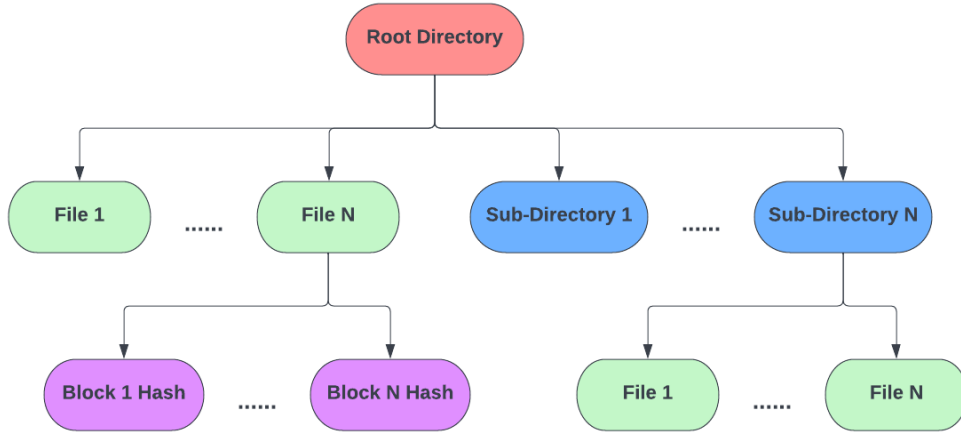 Root Directory
File 1
......
File N
Sub-Directory 1
......
Sub-Directory N
Block 1 Hash
......
Block N Hash
File 1
......
File N